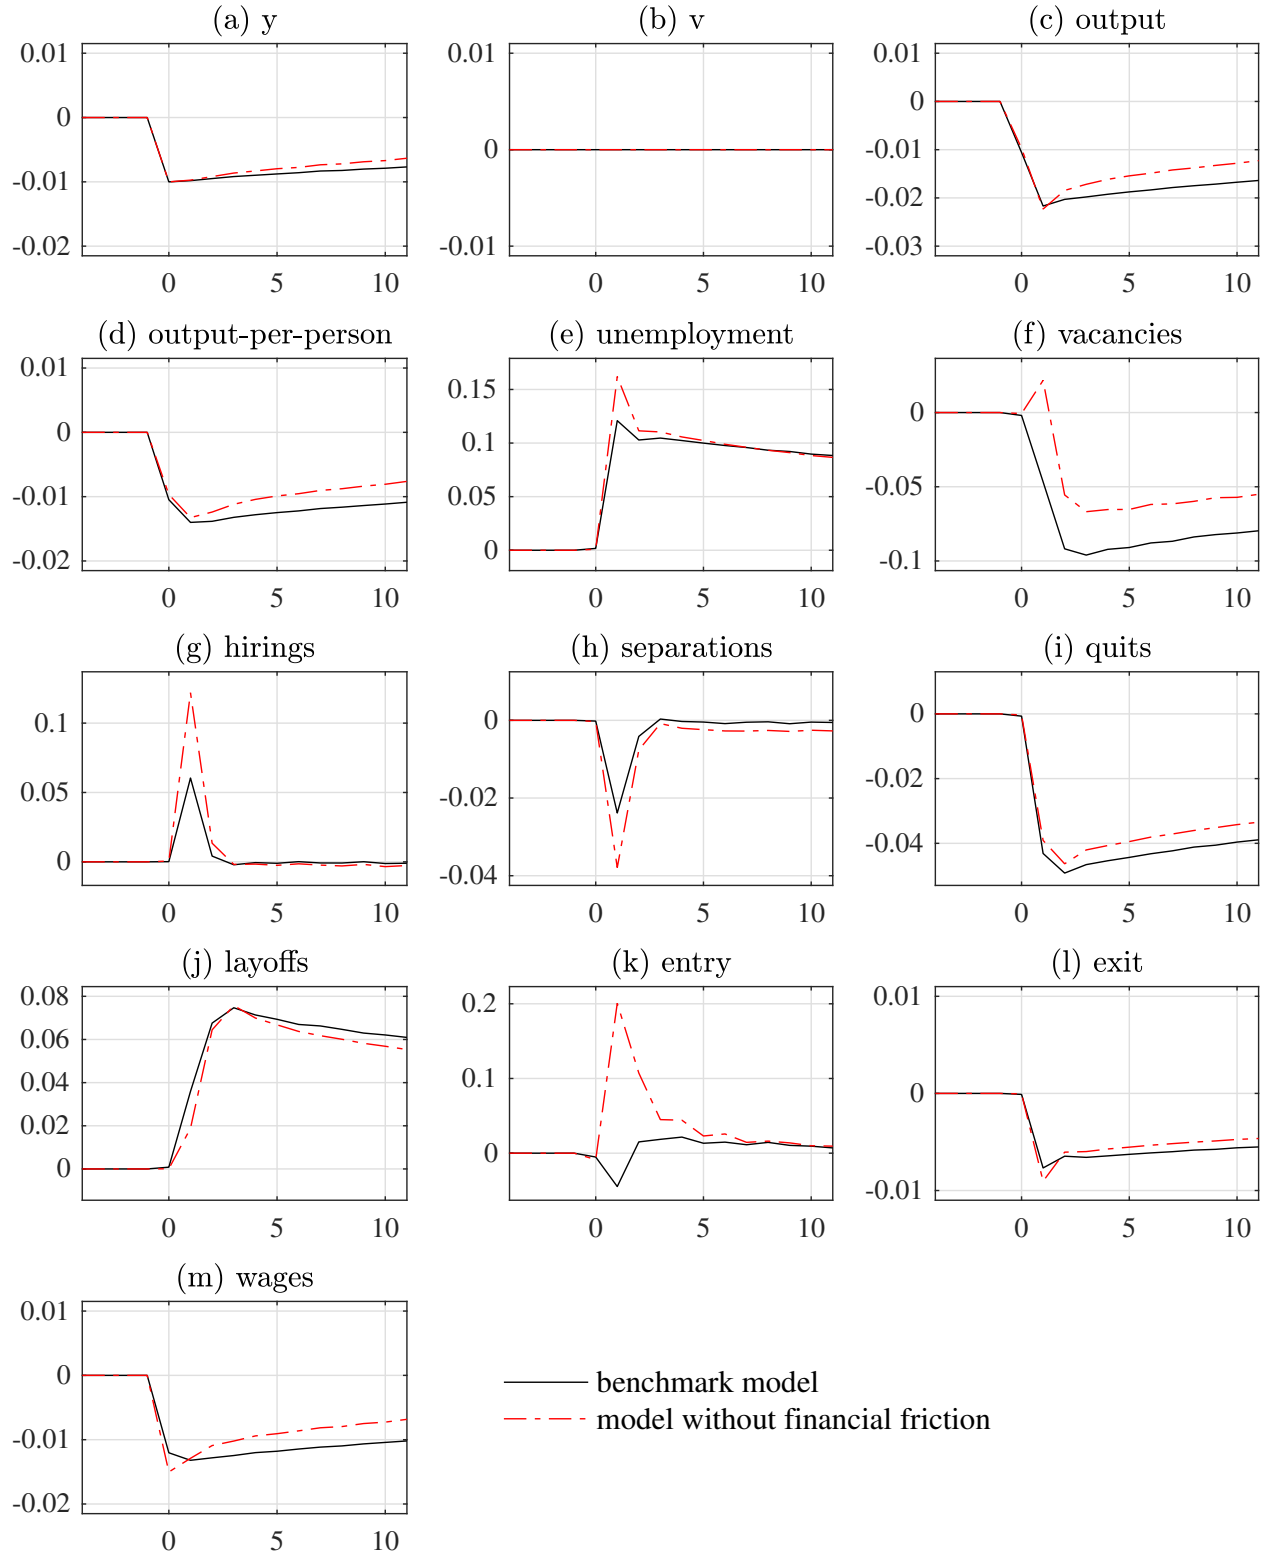 (a) y
(b) v
(c) output
0.01
0
-0.01
-0.02
0 5 10
0.01
0
-0.01
0 5 10
0.01
0
-0.01
-0.02
-0.03
0 5 10
(d) output-per-person
(e) unemployment
(f) vacancies
0.01
0
-0.01
-0.02
0 5 10
0.15
0.1
0.05
0
0 5 10
0
-0.05
-0.1
0 5 10
(g) hirings
(h) separations
(i) quits
0.1
0.05
0
0 5 10
0
-0.02
-0.04
0 5 10
0
-0.02
-0.04
0 5 10
(j) layoffs
(k) entry
(l) exit
0.08
0.06
0.04
0.02
0
0 5 10
0.2
0.1
0
0 5 10
0.01
0
-0.01
0 5 10
(m) wages
0.01
0
-0.01
-0.02
0 5 10
benchmark model
model without financial friction